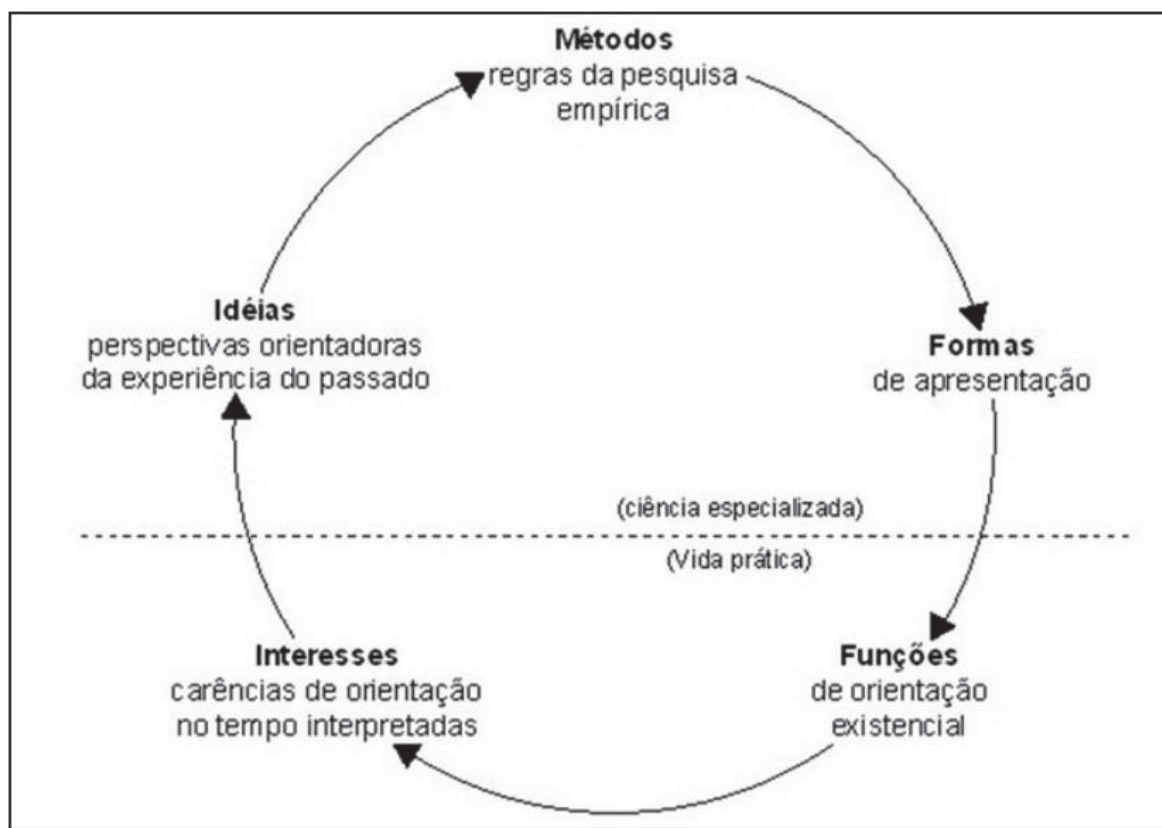 Métodos
regras da pesquisa
empírica
Idéias
perspectivas orientadoras
da experiência do passado
Formas
de apresentação
(ciência especializada)
(Vida prática)
Interesses
carências de orientação
no tempo interpretadas
Funções
de orientação
existencial